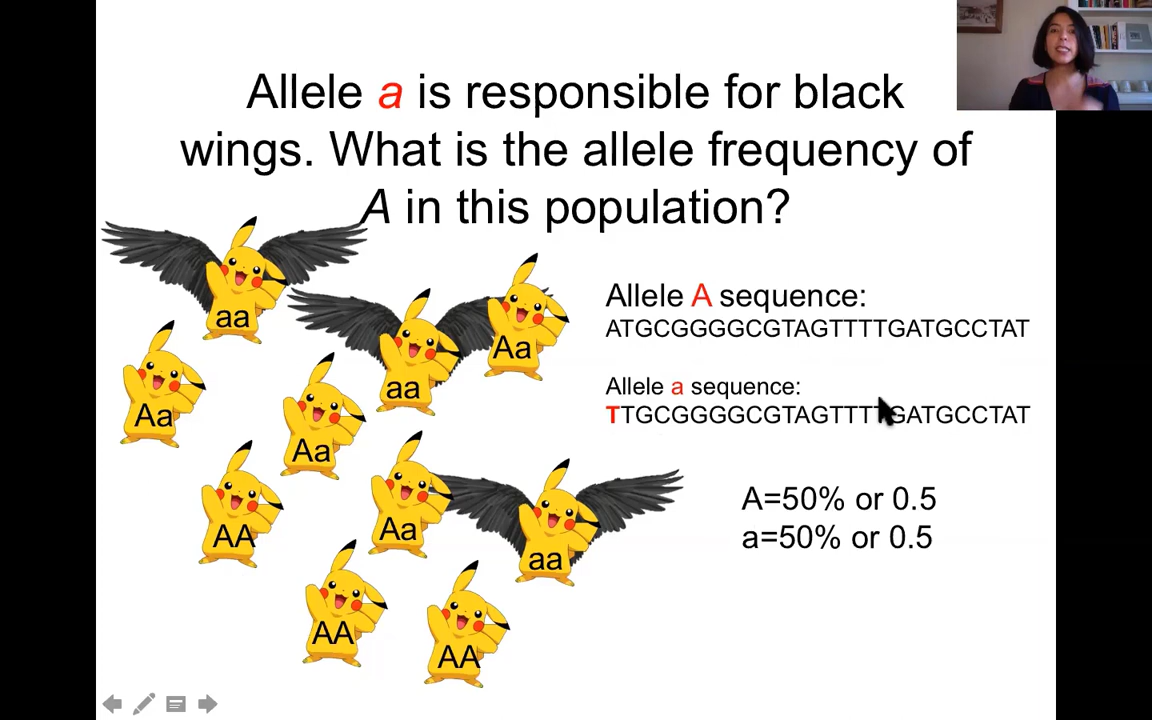 Allele a is responsible for black
wings. What is the allele frequency of
A in this population?
aa
Aa
aa
Aa
Aa
AA
Aa
aa
AA
AA
Allele A sequence:
ATGCGGGGCGTAGTTTTGATGCCTAT
Allele a sequence:
TTGCGGGGCGTAGTTTTGATGCCTAT
A=50% or 0.5
a=50% or 0.5